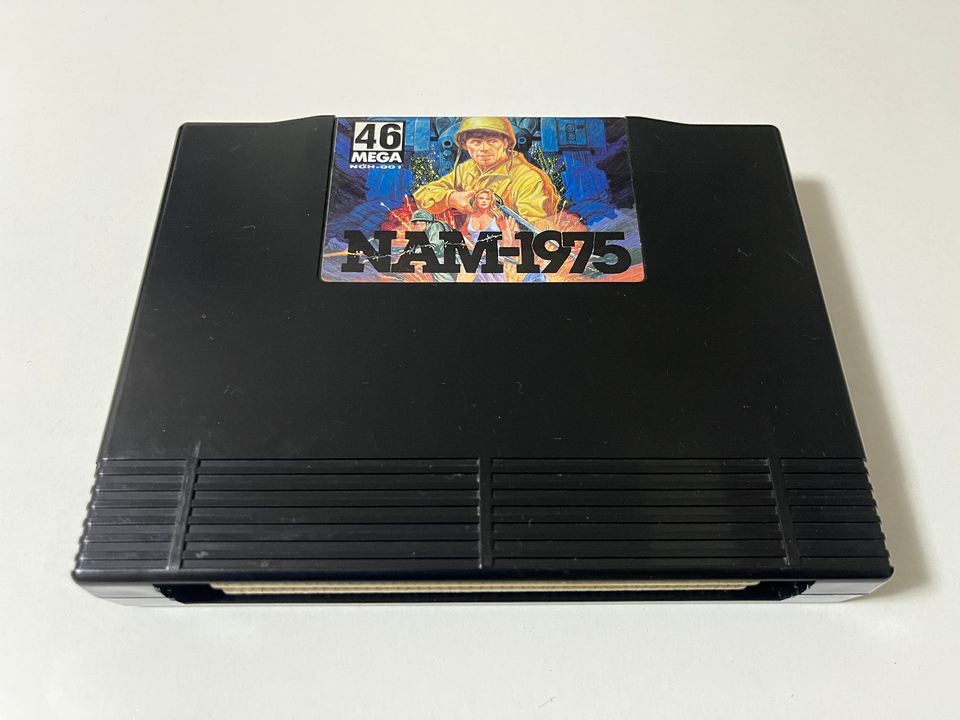 46
MEGA
NGH-001
NAM-1975